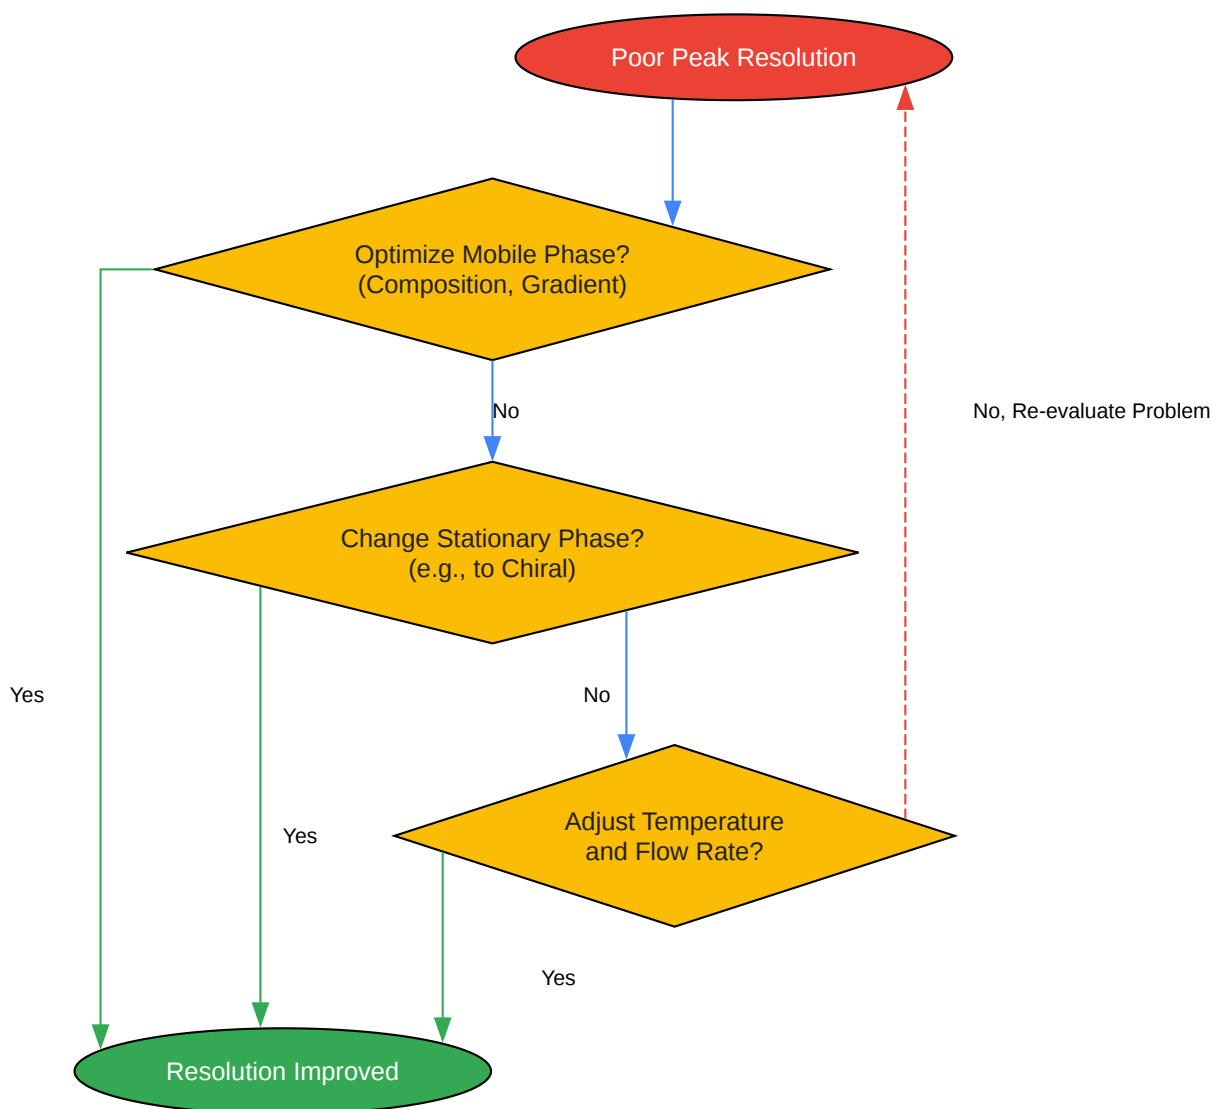 Poor Peak Resolution
Optimize Mobile Phase?
(Composition, Gradient)
No
No, Re-evaluate Problem
Change Stationary Phase?
(e.g., to Chiral)
Yes
No
Yes
Adjust Temperature
and Flow Rate?
Yes
Resolution Improved